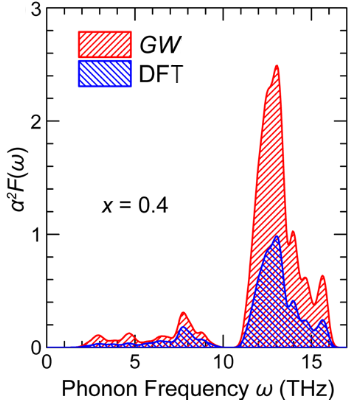 3
GW
DFT
2
α²F(ω)
x = 0.4
1
0
0 5 10 15
Phonon Frequency ω (THz)